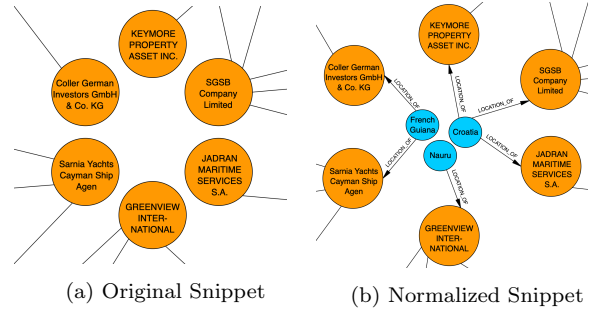 KEYMORE
PROPERTY
ASSET INC.
Coller German
Investors GmbH
& Co. KG
SGSB
Company
Limited
Sarnia Yachts
Cayman Ship
Agen
JADRAN
MARITIME
SERVICES
S.A.
GREENVIEW
INTER-
NATIONAL
(a) Original Snippet
KEYMORE
PROPERTY
ASSET INC.
Coller German
Investors GmbH
& Co. KG
SGSB
Company
Limited
LOCATION_OF
LOCATION_OF
LOCATION_OF
French
Guiana
Croatia
Nauru
LOCATION_OF
LOCATION_OF
LOCATION_OF
Sarnia Yachts
Cayman Ship
Agen
JADRAN
MARITIME
SERVICES
S.A.
GREENVIEW
INTER-
NATIONAL
(b) Normalized Snippet